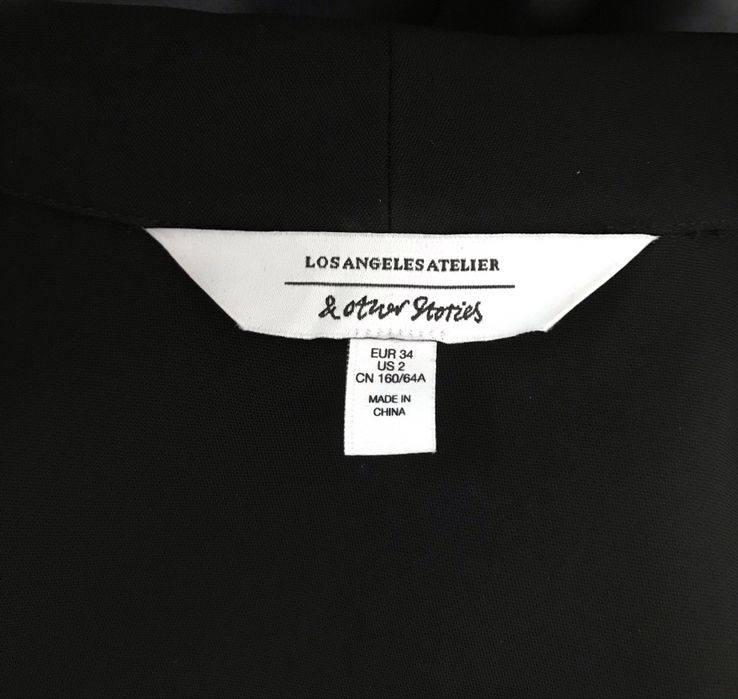 LOS ANGELES ATELIER
& other Stories
EUR 34
US 2
CN 160/64A
MADE IN
CHINA